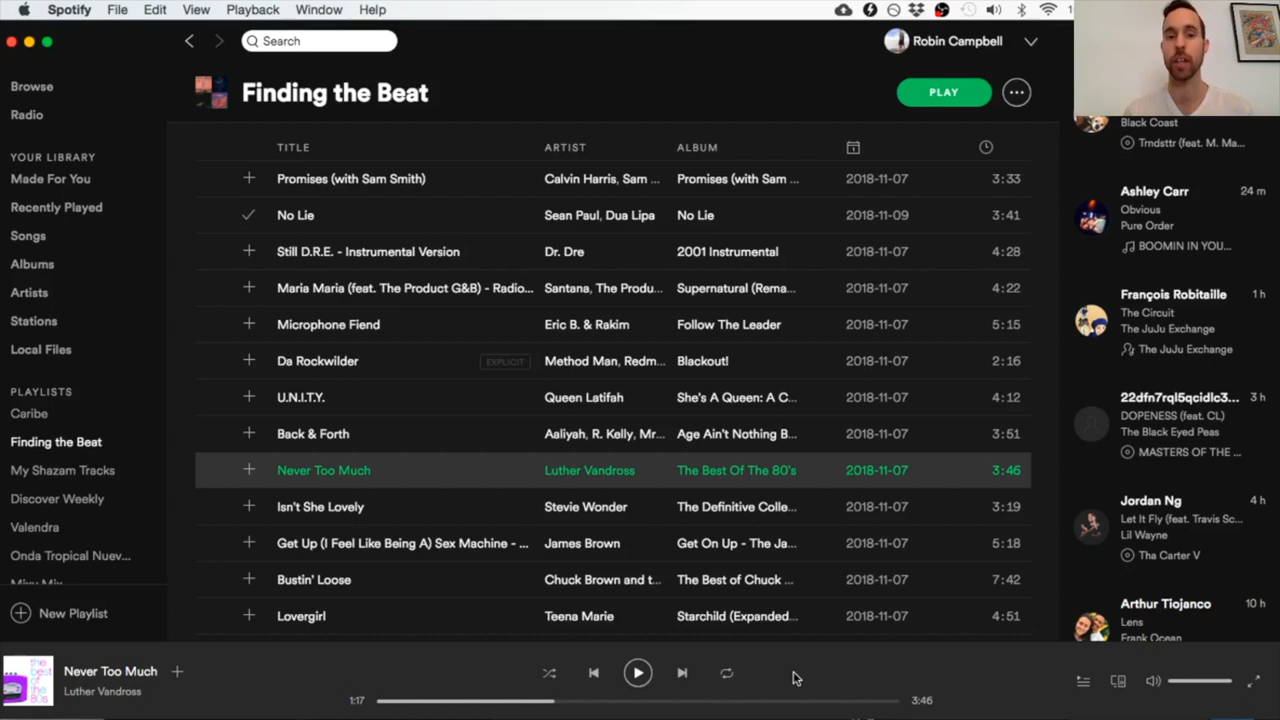 Spotify File Edit View Playback Window Help
Search
Robin Campbell
Finding the Beat
PLAY
Browse
Radio
YOUR LIBRARY
Made For You
Recently Played
Songs
Albums
Artists
Stations
Local Files
PLAYLISTS
Caribe
Finding the Beat
My Shazam Tracks
Discover Weekly
Valendra
Onda Tropical Nuev...
Mixy Mix
New Playlist
TITLE ARTIST ALBUM
Promises (with Sam Smith) Calvin Harris, Sam ... Promises (with Sam ... 2018-11-07 3:33
No Lie Sean Paul, Dua Lipa No Lie 2018-11-09 3:41
Still D.R.E. - Instrumental Version Dr. Dre 2001 Instrumental 2018-11-07 4:28
Maria Maria (feat. The Product G&B) - Radio... Santana, The Produ... Supernatural (Rema... 2018-11-07 4:22
Microphone Fiend Eric B. & Rakim Follow The Leader 2018-11-07 5:15
Da Rockwilder EXPLICIT Method Man, Redm... Blackout! 2018-11-07 2:16
U.N.I.T.Y. Queen Latifah She's A Queen: A C... 2018-11-07 4:12
Back & Forth Aaliyah, R. Kelly, Mr... Age Ain't Nothing B... 2018-11-07 3:51
Never Too Much Luther Vandross The Best Of The 80's 2018-11-07 3:46
Isn't She Lovely Stevie Wonder The Definitive Colle... 2018-11-07 3:19
Get Up (I Feel Like Being A) Sex Machine - ... James Brown Get On Up - The Ja... 2018-11-07 5:18
Bustin' Loose Chuck Brown and t... The Best of Chuck ... 2018-11-07 7:42
Lovergirl Teena Marie Starchild (Expanded... 2018-11-07 4:51
Black Coast
Trndsttr (feat. M. Ma...
Ashley Carr 24 m
Obvious
Pure Order
BOOMIN IN YOU...
François Robitaille 1 h
The Circuit
The JuJu Exchange
The JuJu Exchange
22dfn7rql5qcidlc3... 3 h
DOPENESS (feat. CL)
The Black Eyed Peas
MASTERS OF THE ...
Jordan Ng 4 h
Let It Fly (feat. Travis Sc...
Lil Wayne
Tha Carter V
Arthur Tiojanco 10 h
Lens
Frank Ocean
Never Too Much
Luther Vandross
1:17 3:46